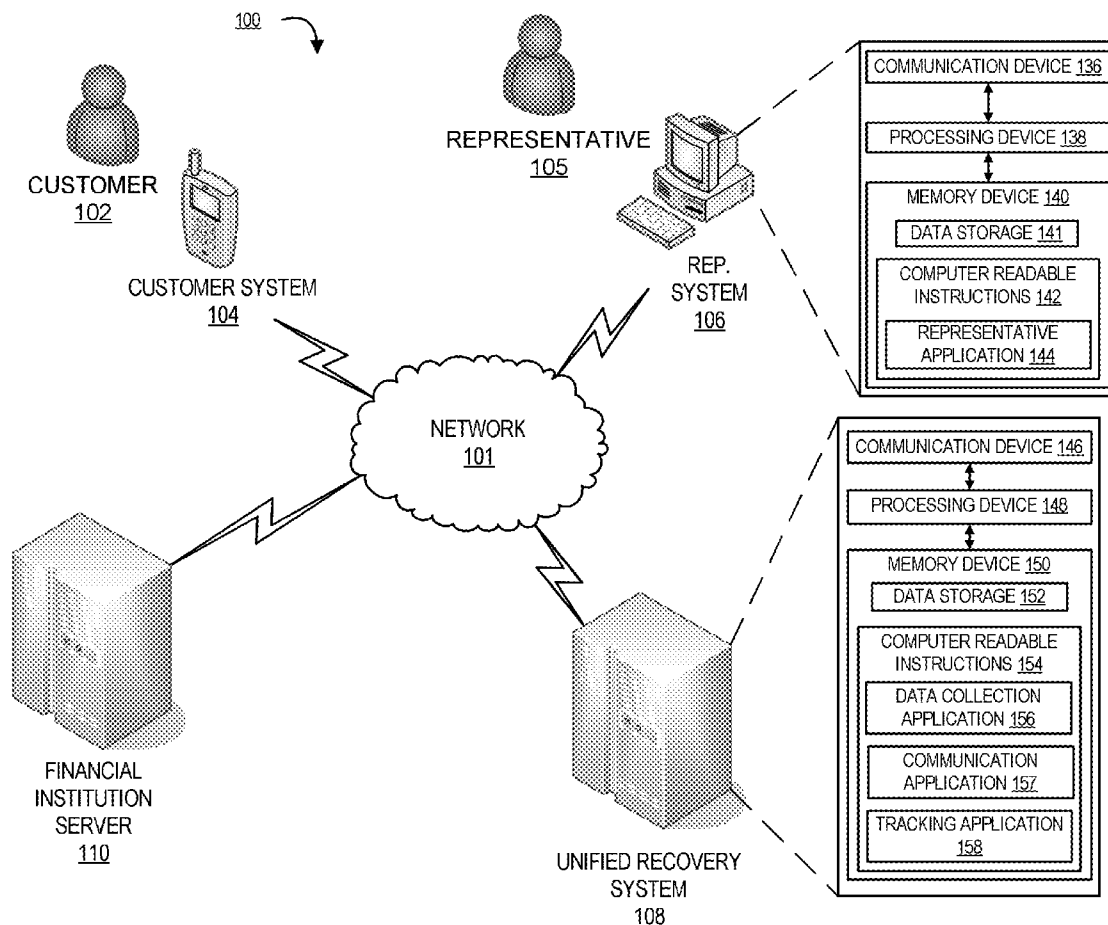 100
CUSTOMER
102
CUSTOMER SYSTEM
104
REPRESENTATIVE
105
REP.
SYSTEM
106
COMMUNICATION DEVICE 136
PROCESSING DEVICE 138
MEMORY DEVICE 140
DATA STORAGE 141
COMPUTER READABLE
INSTRUCTIONS 142
REPRESENTATIVE
APPLICATION 144
NETWORK
101
FINANCIAL
INSTITUTION
SERVER
110
UNIFIED RECOVERY
SYSTEM
108
COMMUNICATION DEVICE 146
PROCESSING DEVICE 148
MEMORY DEVICE 150
DATA STORAGE 152
COMPUTER READABLE
INSTRUCTIONS 154
DATA COLLECTION
APPLICATION 156
COMMUNICATION
APPLICATION 157
TRACKING APPLICATION
158